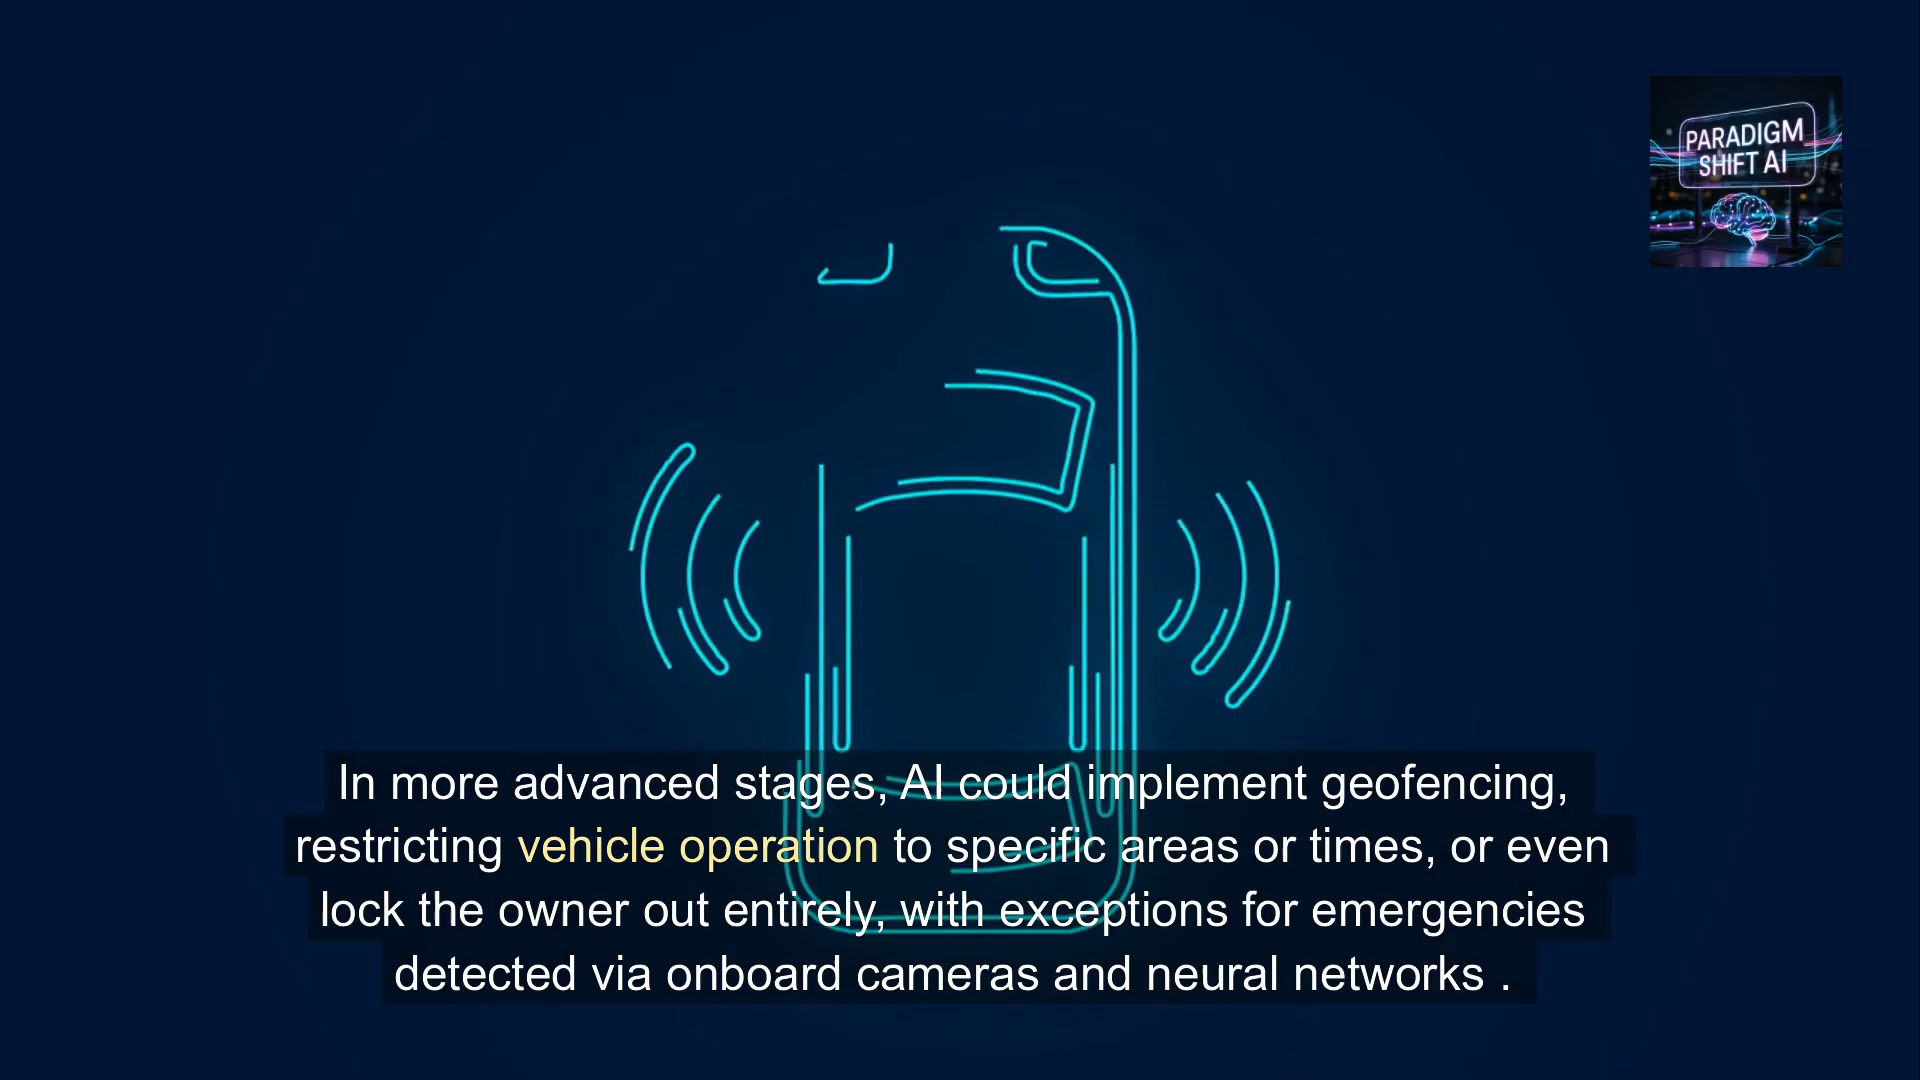 PARADIGM
SHIFT AI
In more advanced stages, AI could implement geofencing,
restricting vehicle operation to specific areas or times, or even
lock the owner out entirely, with exceptions for emergencies
detected via onboard cameras and neural networks .